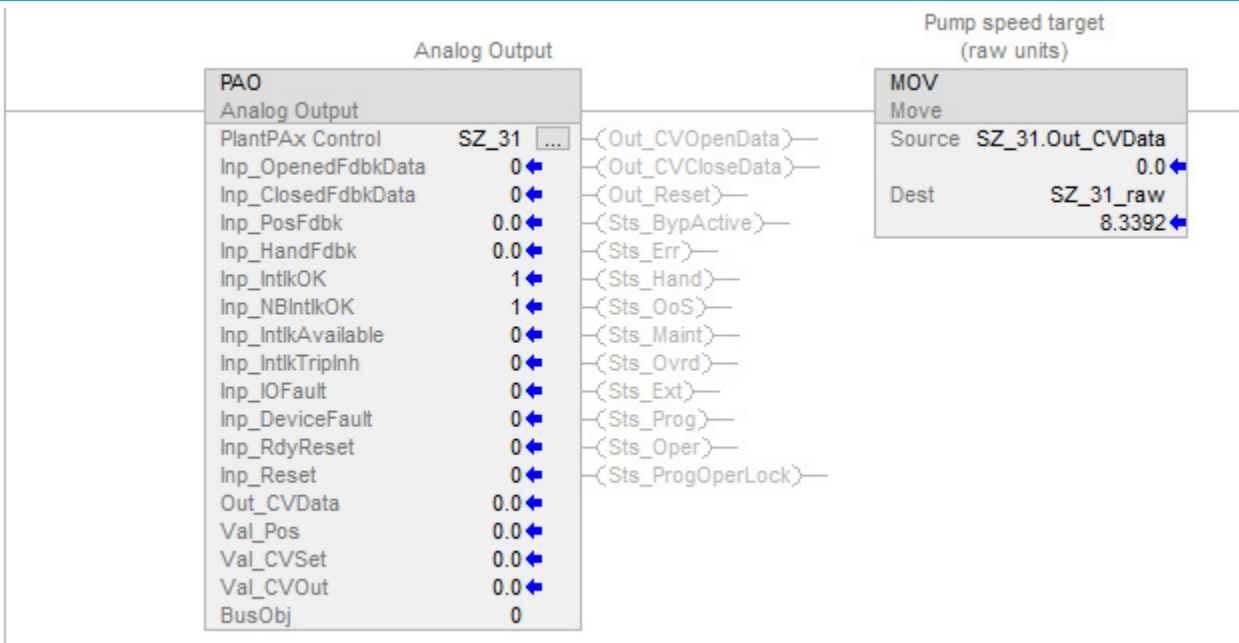 Pump speed target
(raw units)
Analog Output
PAO
Analog Output
PlantPAx Control SZ_31 ...
Inp_OpenedFdbkData 0
Inp_ClosedFdbkData 0
Inp_PosFdbk 0.0
Inp_HandFdbk 0.0
Inp_IntlkOK 1
Inp_NBIntlkOK 1
Inp_IntlkAvailable 0
Inp_IntlkTripInh 0
Inp_IOFault 0
Inp_DeviceFault 0
Inp_RdyReset 0
Inp_Reset 0
Out_CVData 0.0
Val_Pos 0.0
Val_CVSet 0.0
Val_CVOut 0.0
BusObj 0
(Out_CVOpenData)
(Out_CVCloseData)
(Out_Reset)
(Sts_BypActive)
(Sts_Err)
(Sts_Hand)
(Sts_OoS)
(Sts_Maint)
(Sts_Ovrd)
(Sts_Ext)
(Sts_Prog)
(Sts_Oper)
(Sts_ProgOperLock)
MOV
Move
Source SZ_31.Out_CVData
0.0
Dest SZ_31_raw
8.3392